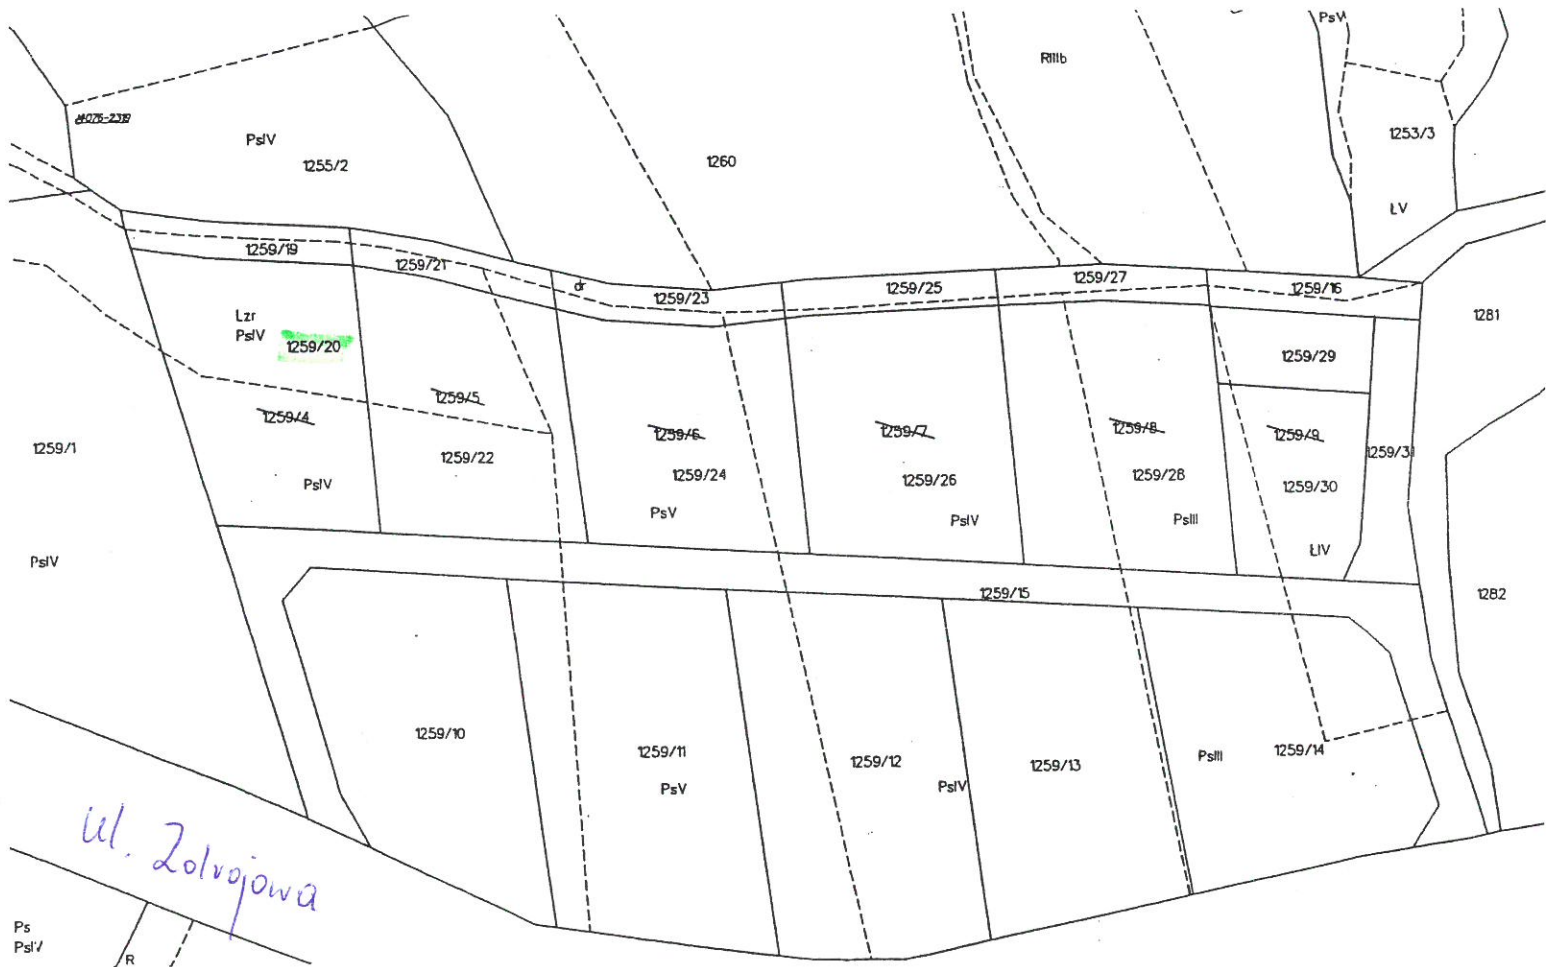 PsV
RIIIb
PsIV
1255/2
1260
1253/3
ŁV
1259/19
1259/21
dr
1259/23
1259/25
1259/27
1259/16
1281
Lzr
PsIV
1259/20
1259/29
1259/4
1259/5
1259/6
1259/7
1259/8
1259/9
1259/1
1259/22
1259/24
1259/26
1259/28
1259/30
1259/31
PsIV
PsV
PsIV
PsIII
ŁIV
PsIV
1259/15
1282
1259/10
1259/11
PsV
1259/12
PsIV
1259/13
PsIII
1259/14
ul. Zdrojowa
Ps
PsIV
R